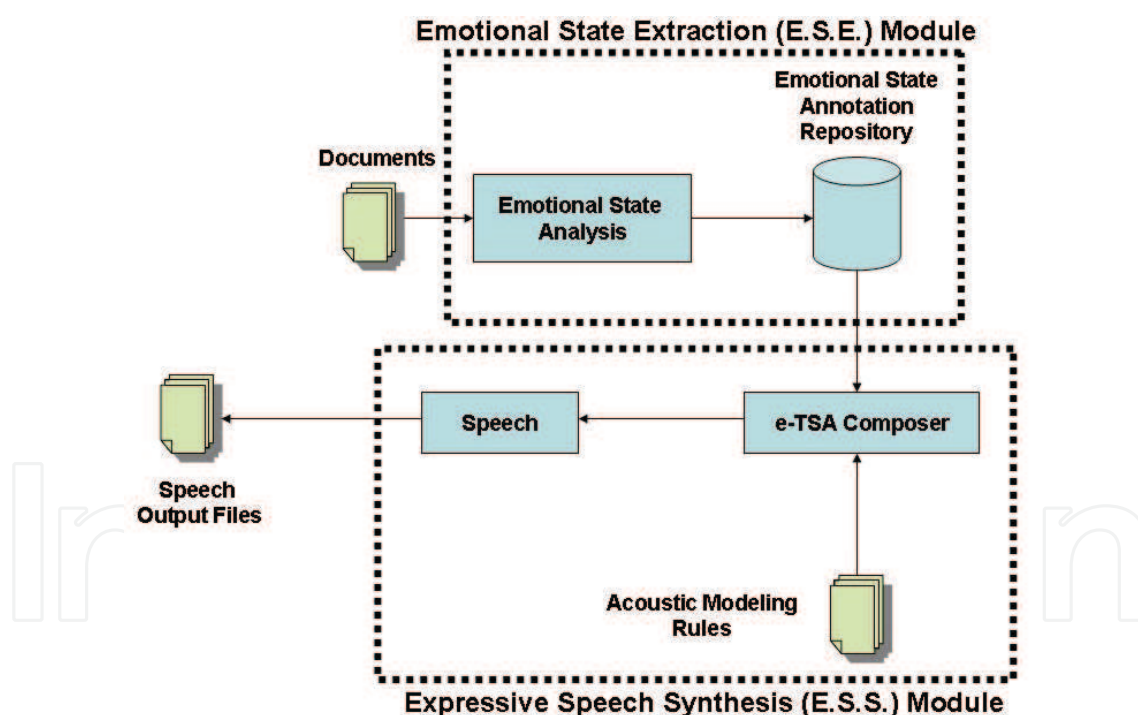 Emotional State Extraction (E.S.E.) Module
Emotional State
Annotation
Repository
Documents
Emotional State
Analysis
Speech
e-TSA Composer
Speech
Output Files
Acoustic Modeling
Rules
Expressive Speech Synthesis (E.S.S.) Module